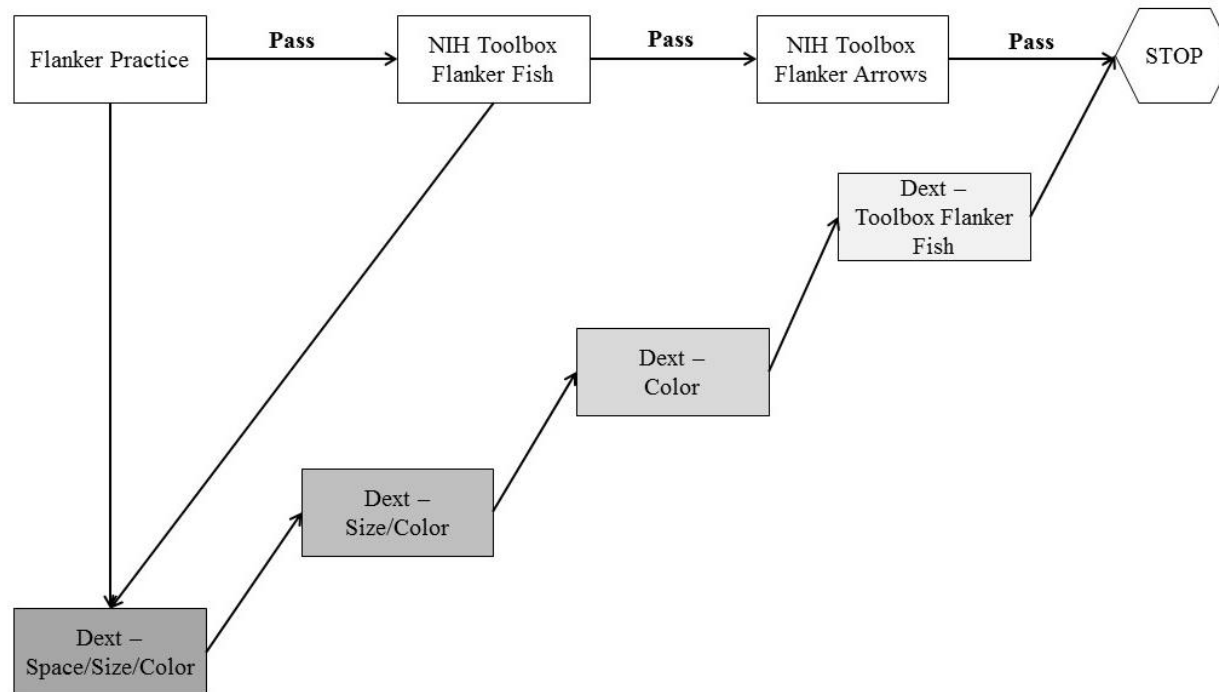 Flanker Practice
Pass
NIH Toolbox
Flanker Fish
Pass
NIH Toolbox
Flanker Arrows
Pass
STOP
Dext –
Toolbox Flanker
Fish
Dext –
Color
Dext –
Size/Color
Dext –
Space/Size/Color